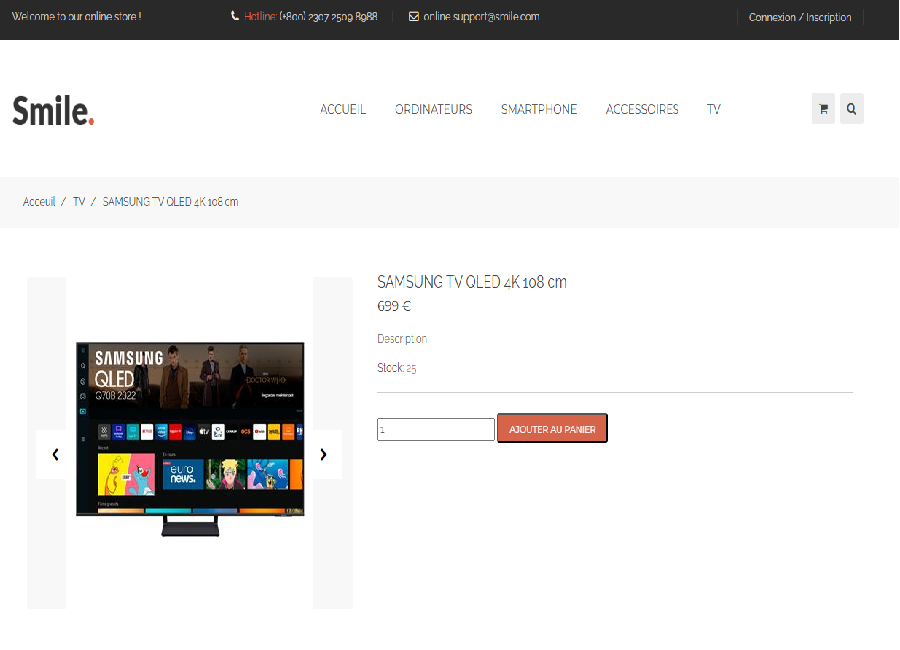 Welcome to our online store !
Hotline: (+800) 2307 2509 8988
online support@smile.com
Connexion / Inscription
Smile.
ACCUEIL
ORDINATEURS
SMARTPHONE
ACCESSOIRES
TV
Acceuil / TV / SAMSUNG TV QLED 4K 108 cm
SAMSUNG
QLED
Q70B 2022
DOCTOR WHO
euro
news.
SAMSUNG TV QLED 4K 108 cm
699 €
Description
Stock: 25
1
AJOUTER AU PANIER